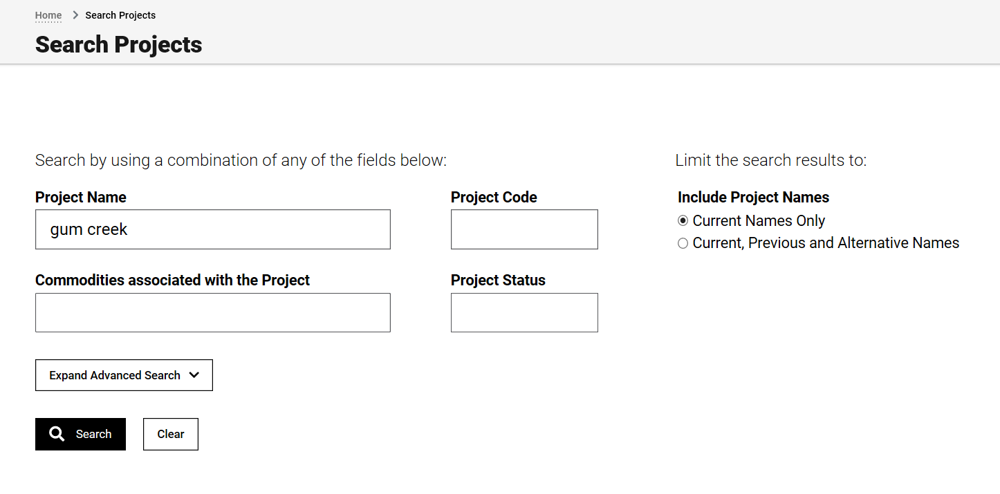 Home Search Projects
Search Projects
Search by using a combination of any of the fields below:
Limit the search results to:
Project Name
Project Code
Include Project Names
gum creek
Current Names Only
Current, Previous and Alternative Names
Commodities associated with the Project
Project Status
Expand Advanced Search
Search
Clear